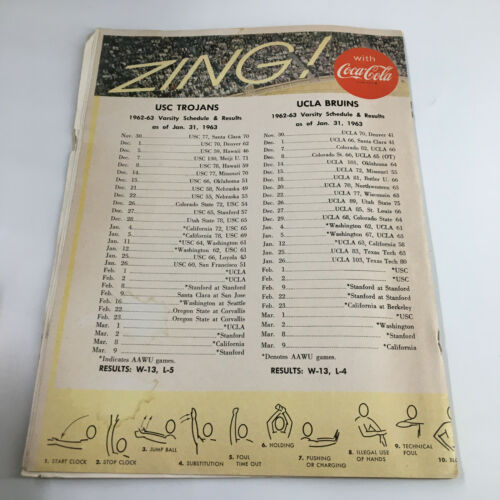 ZING!
with
Coca-Cola
USC TROJANS
1962-63 Varsity Schedule & Results
as of Jan. 31, 1963
Nov. 30 USC 77, Santa Clara 70
Dec. 1 USC 70, Denver 62
Dec. 5 USC 59, Hawaii 46
Dec. 7 USC 130, Meiji U. 71
Dec. 8 USC 78, Hawaii 68
Dec. 14 USC 77, Missouri 70
Dec. 15 USC 66, Oklahoma 51
Dec. 21 USC 58, Nebraska 49
Dec. 22 USC 55, Nebraska 53
Dec. 26 Colorado State 72, USC 54
Dec. 27 USC 65, Stanford 57
Dec. 28 Utah State 70, USC 65
Jan. 4 *California 72, USC 65
Jan. 5 *California 78, USC 69
Jan. 11 *USC 64, Washington 61
Jan. 12 *Washington 62, USC 61
Jan. 25 USC 66, Loyola 43
Jan. 26 USC 60, San Francisco 51
Feb. 1 *UCLA
Feb. 2 *UCLA
Feb. 8 *Stanford at Stanford
Feb. 9 Santa Clara at San Jose
Feb. 16 *Washington at Seattle
Feb. 22 Oregon State at Corvallis
Feb. 23 Oregon State at Corvallis
Mar. 1 *UCLA
Mar. 2 *Stanford
Mar. 8 *California
Mar. 9 *Stanford
*Indicates AAWU games.
RESULTS: W-13, L-5
UCLA BRUINS
1962-63 Varsity Schedule & Results
as of Jan. 31, 1963
Nov. 30 UCLA 70, Denver 41
Dec. 1 UCLA 66, Santa Clara 41
Dec. 7 Colorado 62, UCLA 60
Dec. 8 Colorado St. 66, UCLA 65 (OT)
Dec. 14 UCLA 101, Oklahoma 64
Dec. 15 UCLA 72, Missouri 55
Dec. 18 UCLA 81, Butler U. 66
Dec. 20 UCLA 70, Northwestern 63
Dec. 22 UCLA 77, Wisconsin 65
Dec. 26 UCLA 89, Utah State 75
Dec. 27 UCLA 85, St. Louis 66
Dec. 29 UCLA 68, Colorado State 64
Jan. 4 *Washington 62, UCLA 61
Jan. 5 *Washington 67, UCLA 63
Jan. 12 *UCLA 63, California 58
Jan. 25 UCLA 83, Texas Tech 63
Jan. 26 UCLA 103, Texas Tech 80
Feb. 1 *USC
Feb. 2 *USC
Feb. 9 *Stanford at Stanford
Feb. 22 *Stanford at Stanford
Feb. 23 *California at Berkeley
Mar. 1 *USC
Mar. 2 *Washington
Mar. 8 *Stanford
Mar. 9 *California
*Denotes AAWU games.
RESULTS: W-13, L-4
1. START CLOCK
2. STOP CLOCK
3. JUMP BALL
4. SUBSTITUTION
5. FOUL
TIME OUT
6. HOLDING
7. PUSHING
OR CHARGING
8. ILLEGAL USE
OF HANDS
9. TECHNICAL
FOUL
10.